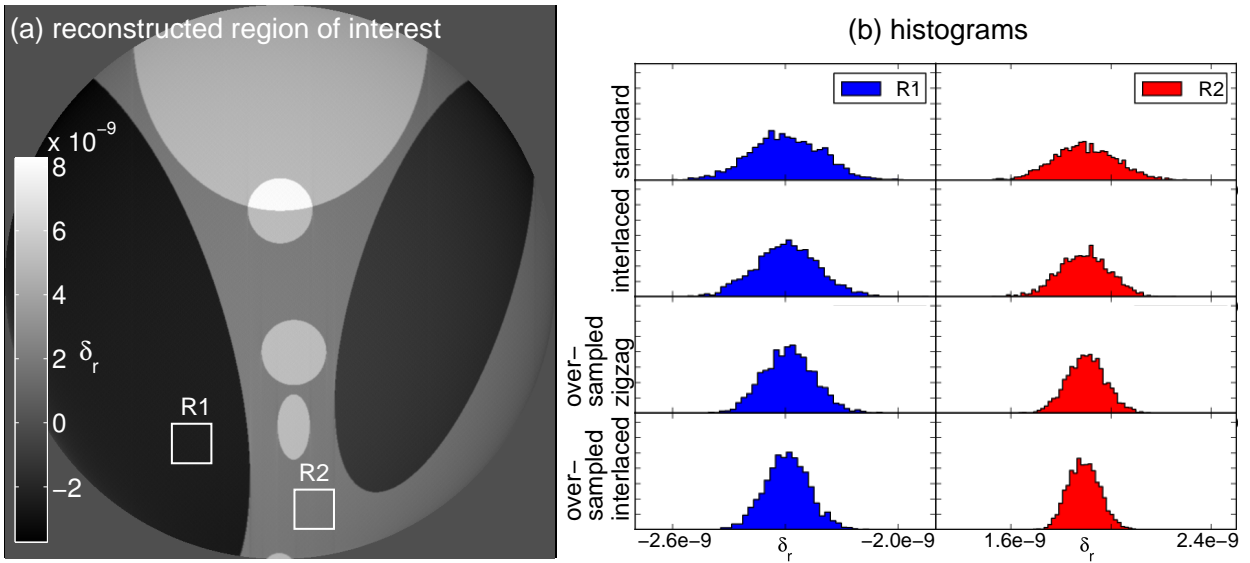 (a) reconstructed region of interest
x 10⁻⁹
8
6
4
2
0
−2
δr
R1
R2
(b) histograms
R1
R2
standard
interlaced
over−
sampled
zigzag
over−
sampled
interlaced
−2.6e−9
δr
−2.0e−9
1.6e−9
δr
2.4e−9